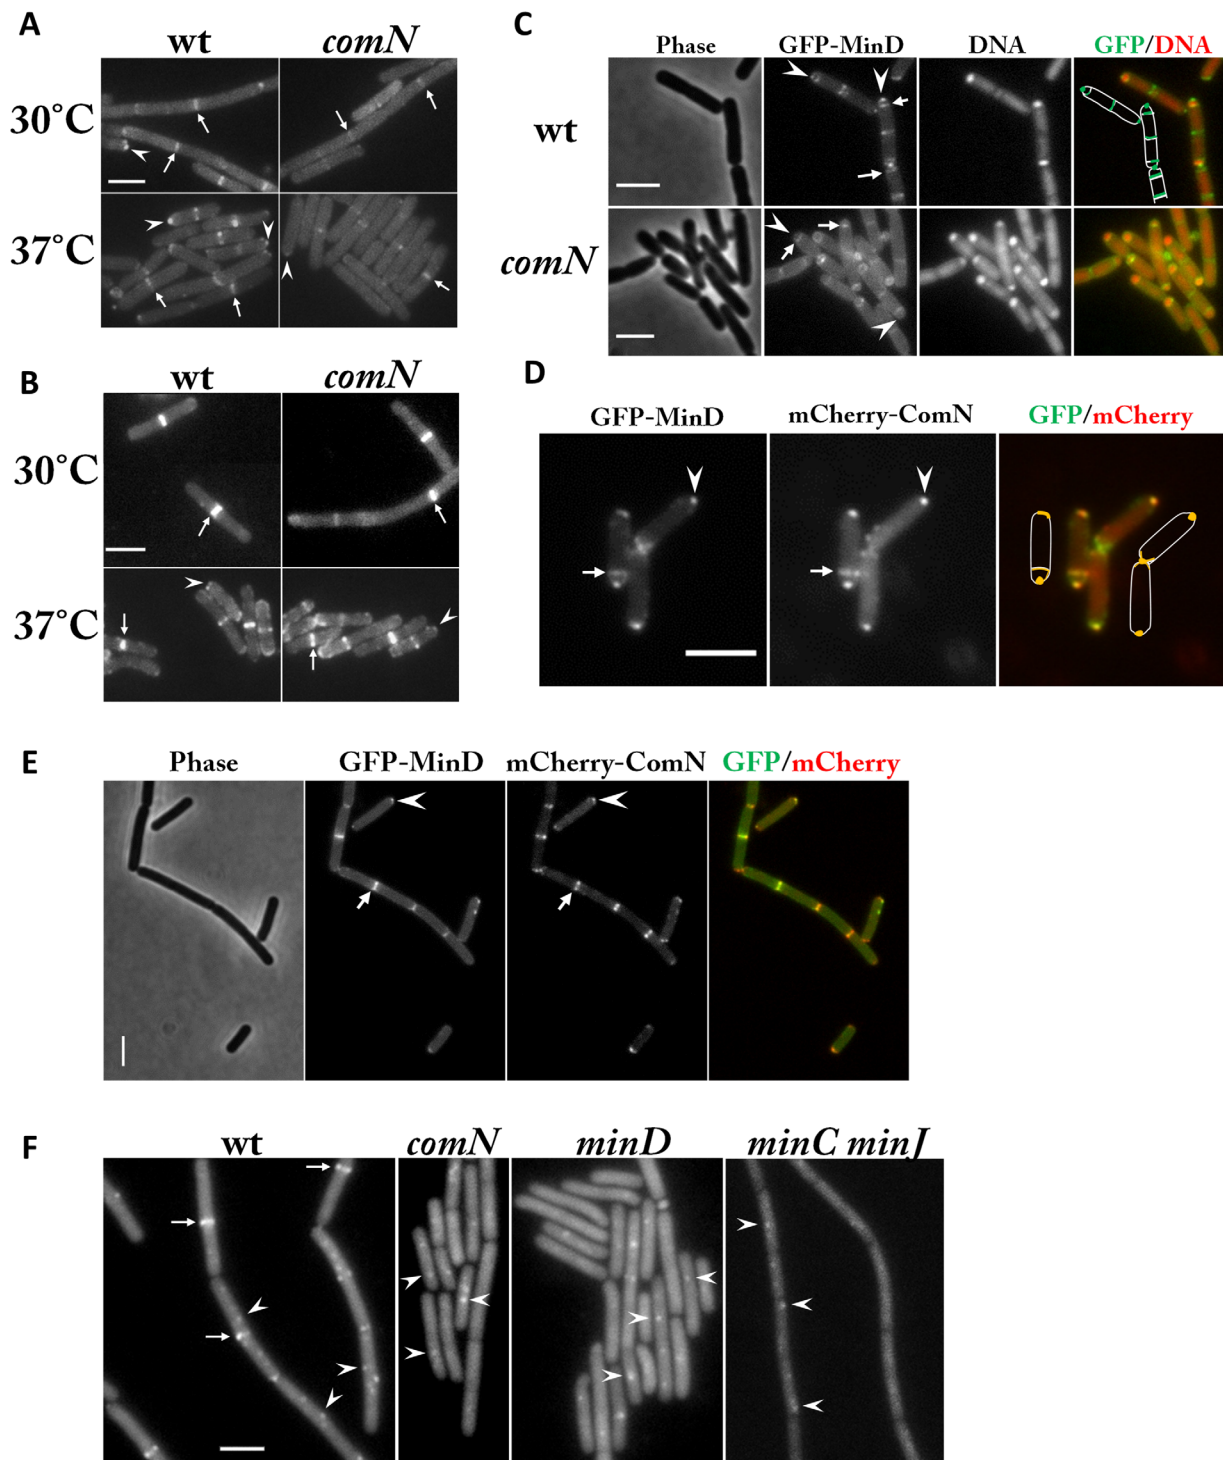 A
wt
comN
30°C
37°C
B
wt
comN
30°C
37°C
C
Phase
GFP-MinD
DNA
GFP/DNA
wt
comN
D
GFP-MinD
mCherry-ComN
GFP/mCherry
E
Phase
GFP-MinD
mCherry-ComN
GFP/mCherry
F
wt
comN
minD
minC minJ